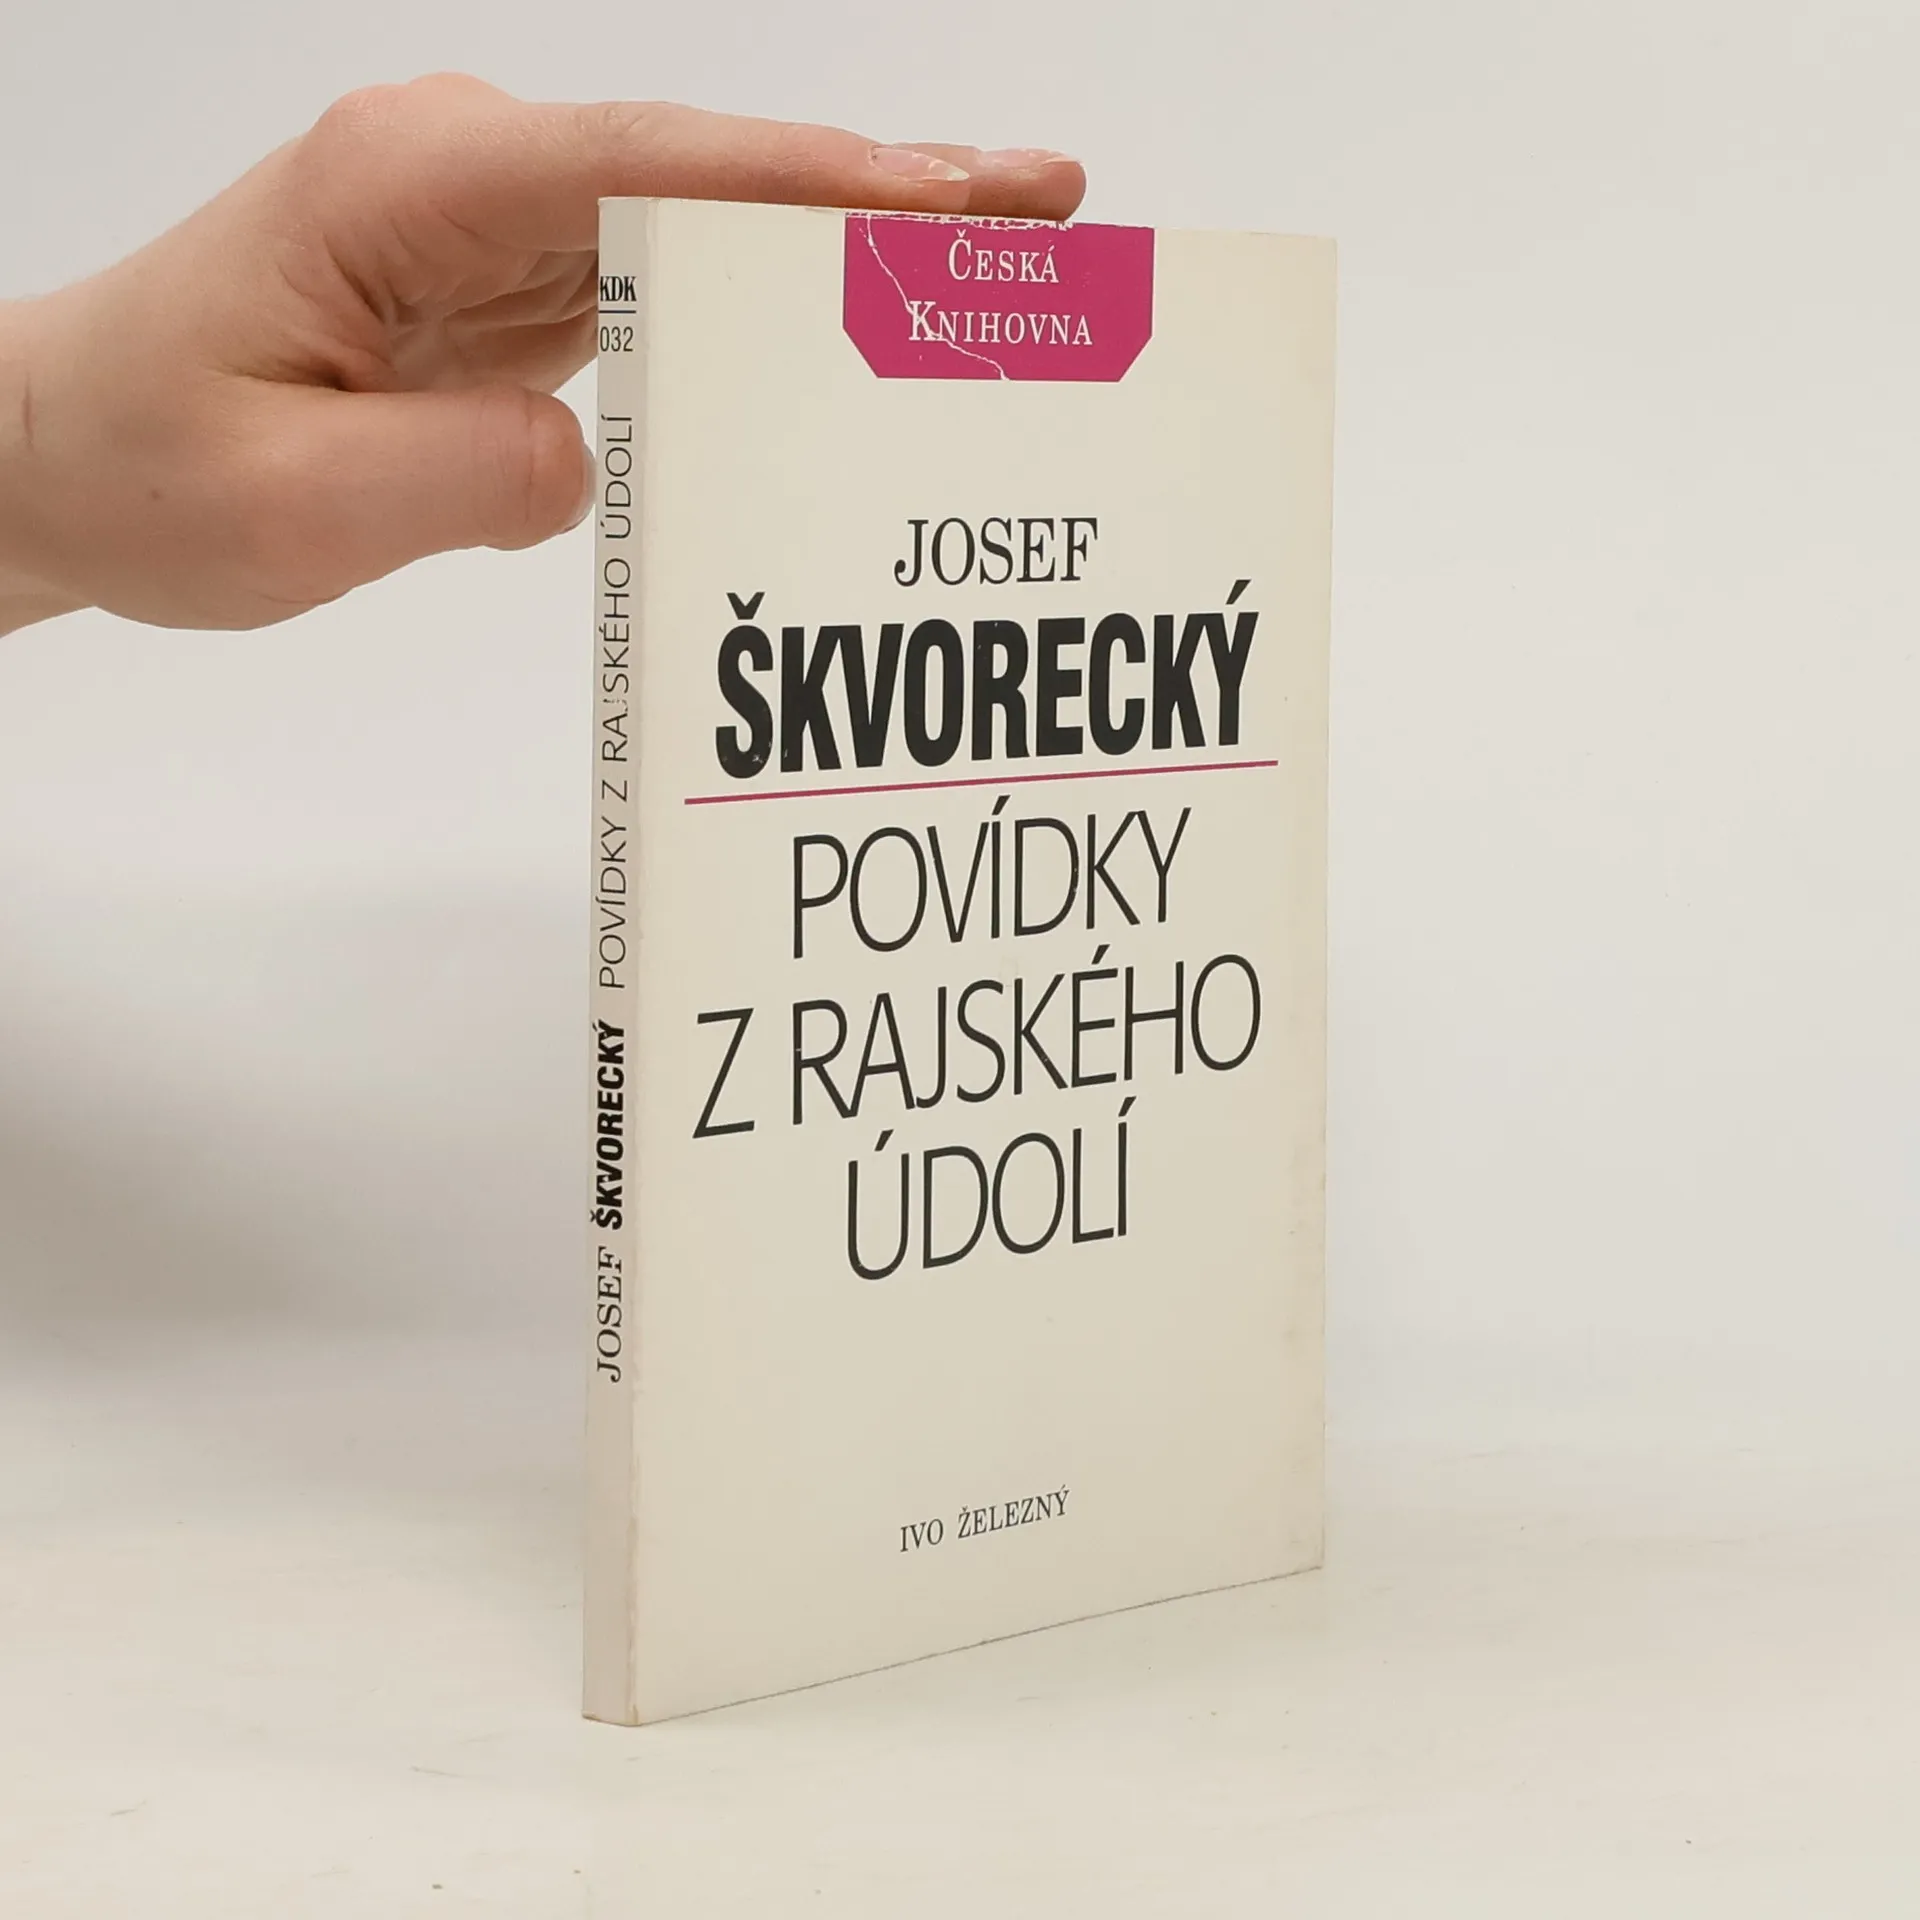 KDK
032
JOSEF ŠKVORECKÝ POVÍDKY Z RAJSKÉHO ÚDOLÍ
ČESKÁ
KNIHOVNA
JOSEF
ŠKVORECKÝ
POVÍDKY
Z RAJSKÉHO
ÚDOLÍ
IVO ŽELEZNÝ